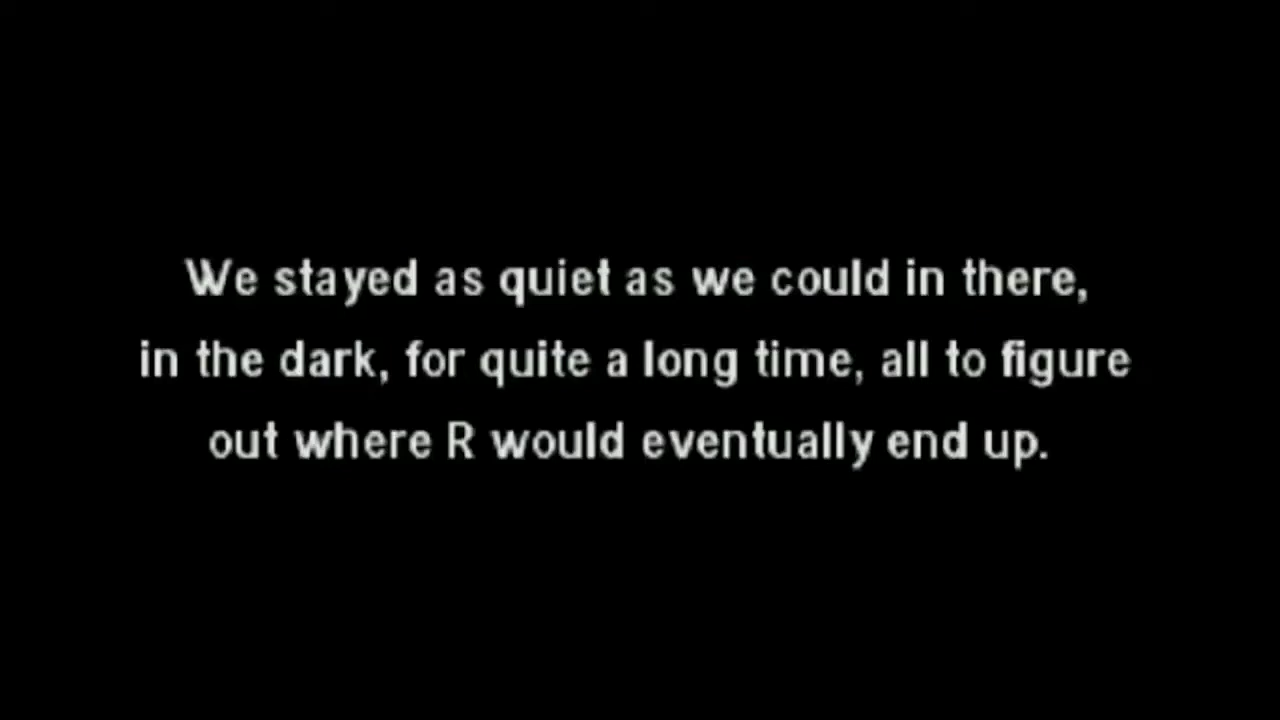 We stayed as quiet as we could in there,
in the dark, for quite a long time, all to figure
out where R would eventually end up.